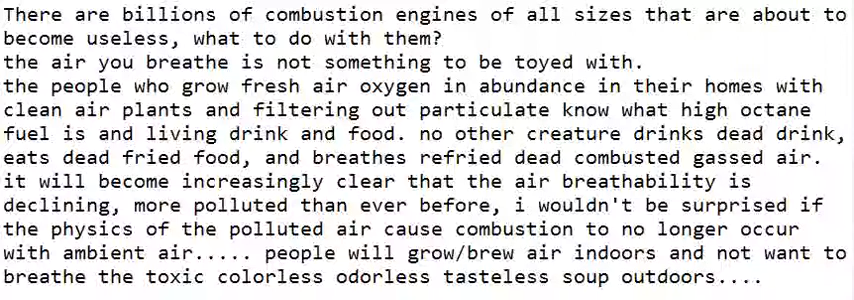 There are billions of combustion engines of all sizes that are about to
become useless, what to do with them?
the air you breathe is not something to be toyed with.
the people who grow fresh air oxygen in abundance in their homes with
clean air plants and filtering out particulate know what high octane
fuel is and living drink and food. no other creature drinks dead drink,
eats dead fried food, and breathes refried dead combusted gassed air.
it will become increasingly clear that the air breathability is
declining, more polluted than ever before, i wouldn't be surprised if
the physics of the polluted air cause combustion to no longer occur
with ambient air..... people will grow/brew air indoors and not want to
breathe the toxic colorless odorless tasteless soup outdoors....